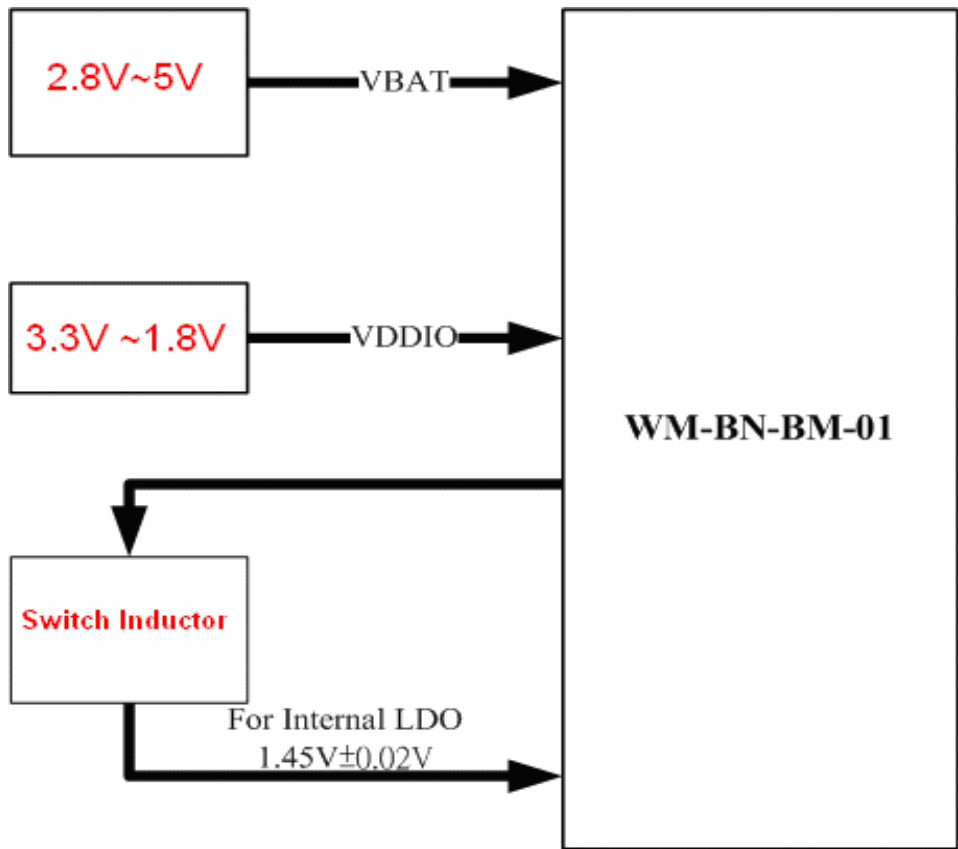 2.8V~5V
VBAT
3.3V ~1.8V
VDDIO
WM-BN-BM-01
Switch Inductor
For Internal LDO
1.45V±0.02V